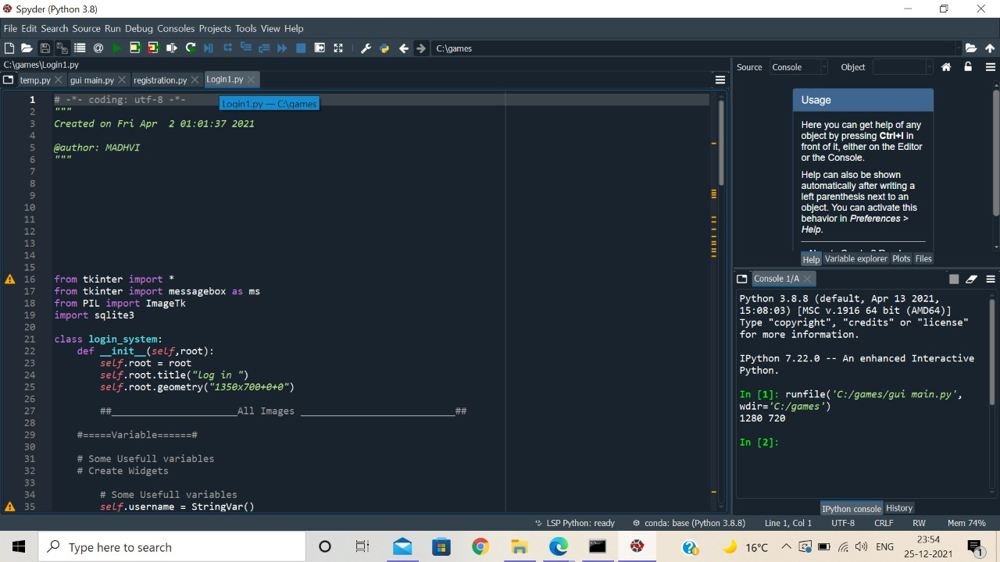 Spyder (Python 3.8)
File Edit Search Source Run Debug Consoles Projects Tools View Help
C:\games
C:\games\Login1.py
temp.py gui main.py registration.py Login1.py
Login1.py — C:\games
1 # -*- coding: utf-8 -*-
2 """
3 Created on Fri Apr  2 01:01:37 2021
4
5 @author: MADHVI
6 """
7
8
9
10
11
12
13
14
15
16 from tkinter import *
17 from tkinter import messagebox as ms
18 from PIL import ImageTk
19 import sqlite3
20
21 class login_system:
22     def __init__(self,root):
23         self.root = root
24         self.root.title("log in ")
25         self.root.geometry("1350x700+0+0")
26
27         ##______________________All Images ___________________________##
28
29     #=====Variable======#
30
31     # Some Usefull variables
32     # Create Widgets
33
34         # Some Usefull variables
35         self.username = StringVar()
Source Console Object
Usage
Here you can get help of any
object by pressing Ctrl+I in
front of it, either on the Editor
or the Console.
Help can also be shown
automatically after writing a
left parenthesis next to an
object. You can activate this
behavior in Preferences >
Help.
Help Variable explorer Plots Files
Console 1/A
Python 3.8.8 (default, Apr 13 2021,
15:08:03) [MSC v.1916 64 bit (AMD64)]
Type "copyright", "credits" or "license"
for more information.
IPython 7.22.0 -- An enhanced Interactive
Python.
In [1]: runfile('C:/games/gui main.py',
wdir='C:/games')
1280 720
In [2]:
IPython console History
LSP Python: ready conda: base (Python 3.8.8) Line 1, Col 1 UTF-8 CRLF RW Mem 74%
Type here to search
16°C ENG
23:54
25-12-2021
1